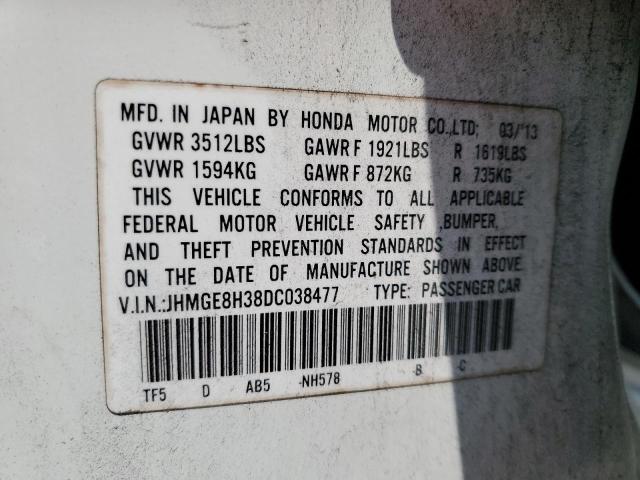 MFD. IN JAPAN BY HONDA MOTOR CO.,LTD; 03/'13
GVWR 3512LBS GAWR F 1921LBS R 1619LBS
GVWR 1594KG GAWR F 872KG R 735KG
THIS VEHICLE CONFORMS TO ALL APPLICABLE
FEDERAL MOTOR VEHICLE SAFETY ,BUMPER,
AND THEFT PREVENTION STANDARDS IN EFFECT
ON THE DATE OF MANUFACTURE SHOWN ABOVE.
V.I.N.:JHMGE8H38DC038477 TYPE: PASSENGER CAR
TF5 D AB5 -NH578 -B -C